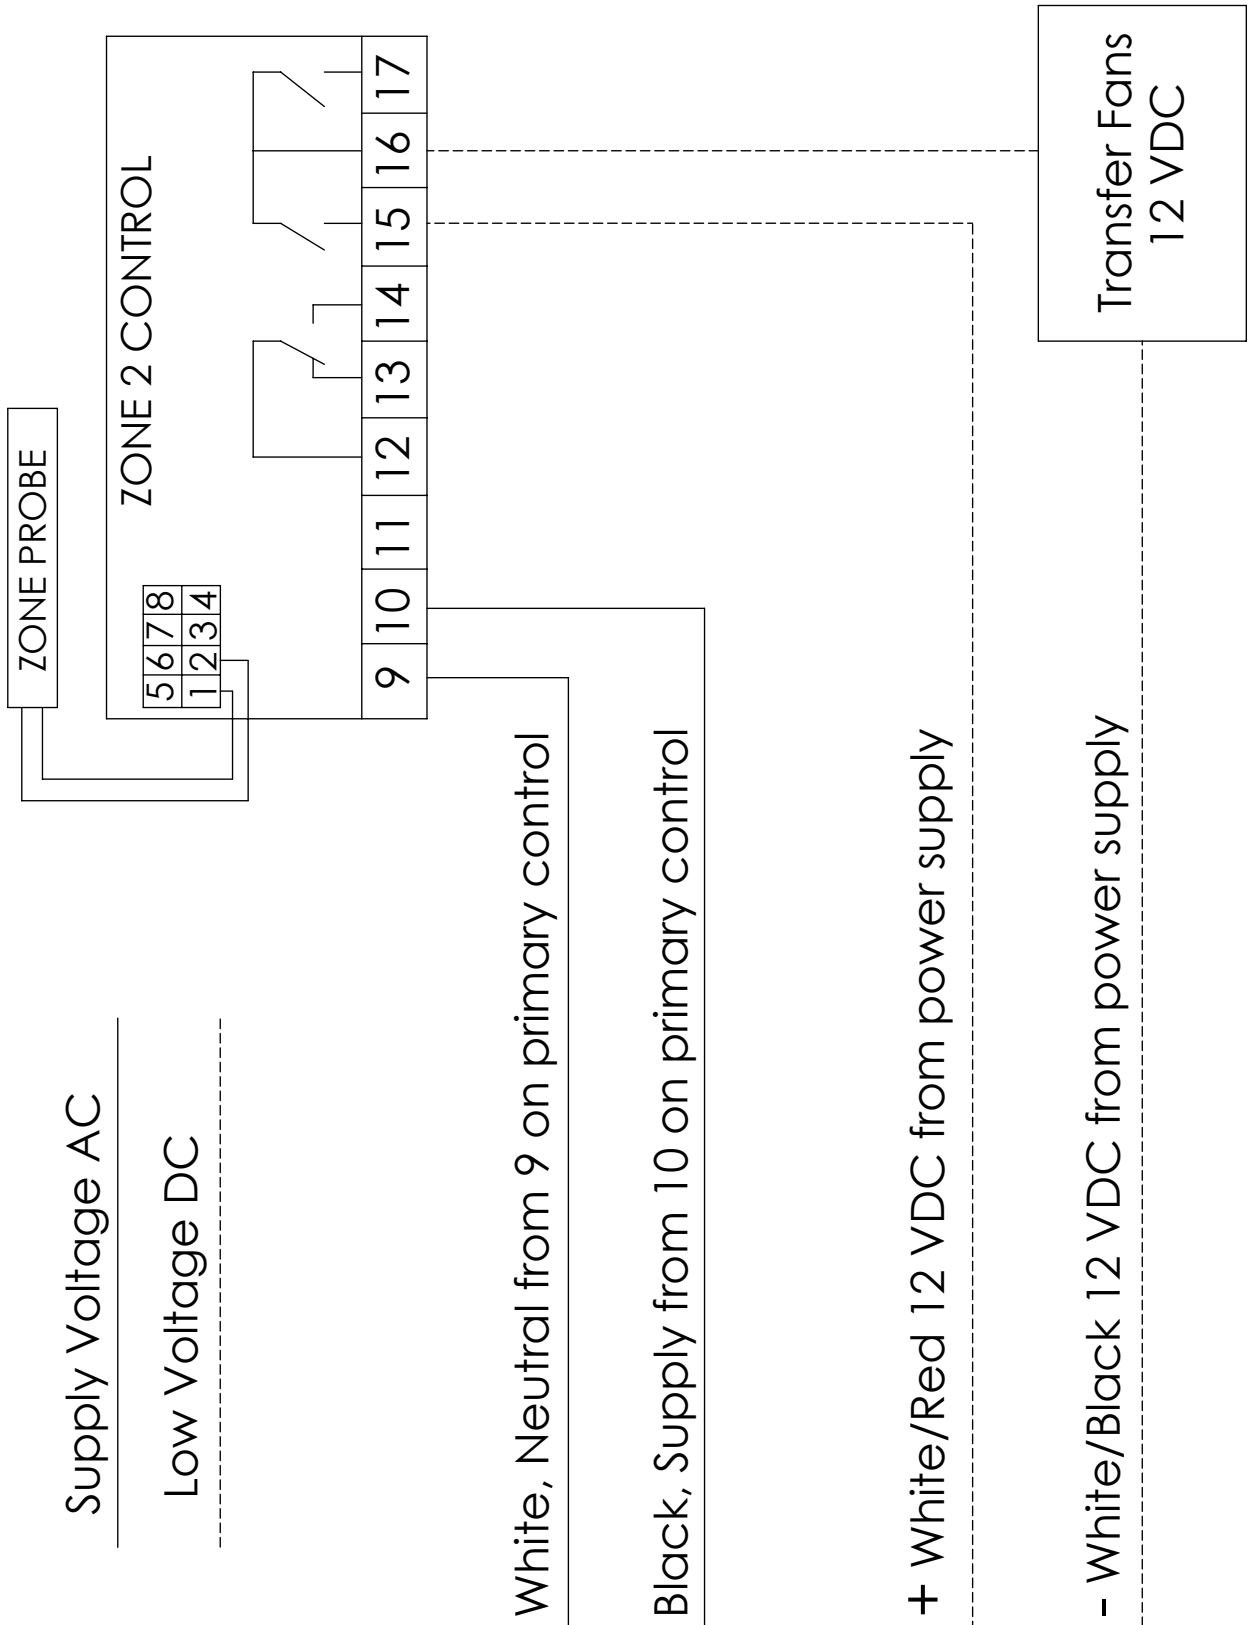 Supply Voltage AC
Low Voltage DC
ZONE PROBE
ZONE 2 CONTROL
5 6 7 8
1 2 3 4
9 10 11 12 13 14 15 16 17
White, Neutral from 9 on primary control
Black, Supply from 10 on primary control
+ White/Red 12 VDC from power supply
- White/Black 12 VDC from power supply
Transfer Fans
12 VDC